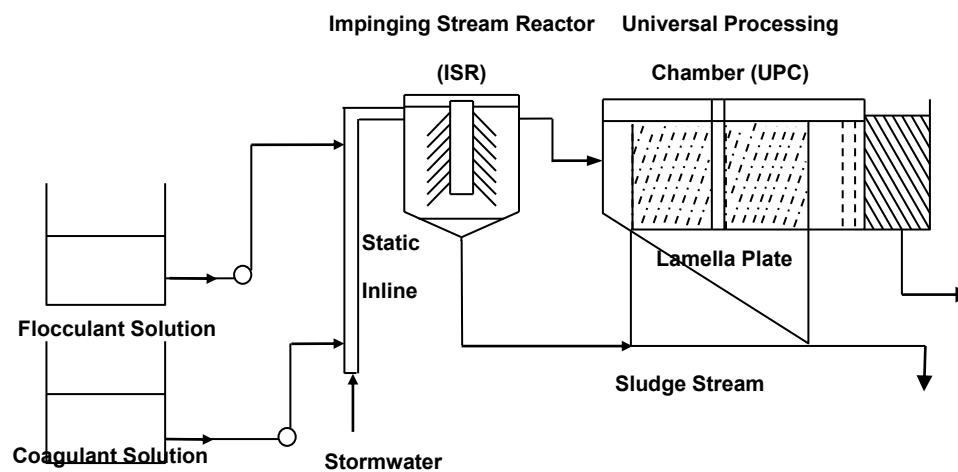 Impinging Stream Reactor
(ISR)
Universal Processing
Chamber (UPC)
Static
Inline
Lamella Plate
Flocculant Solution
Sludge Stream
Coagulant Solution
Stormwater